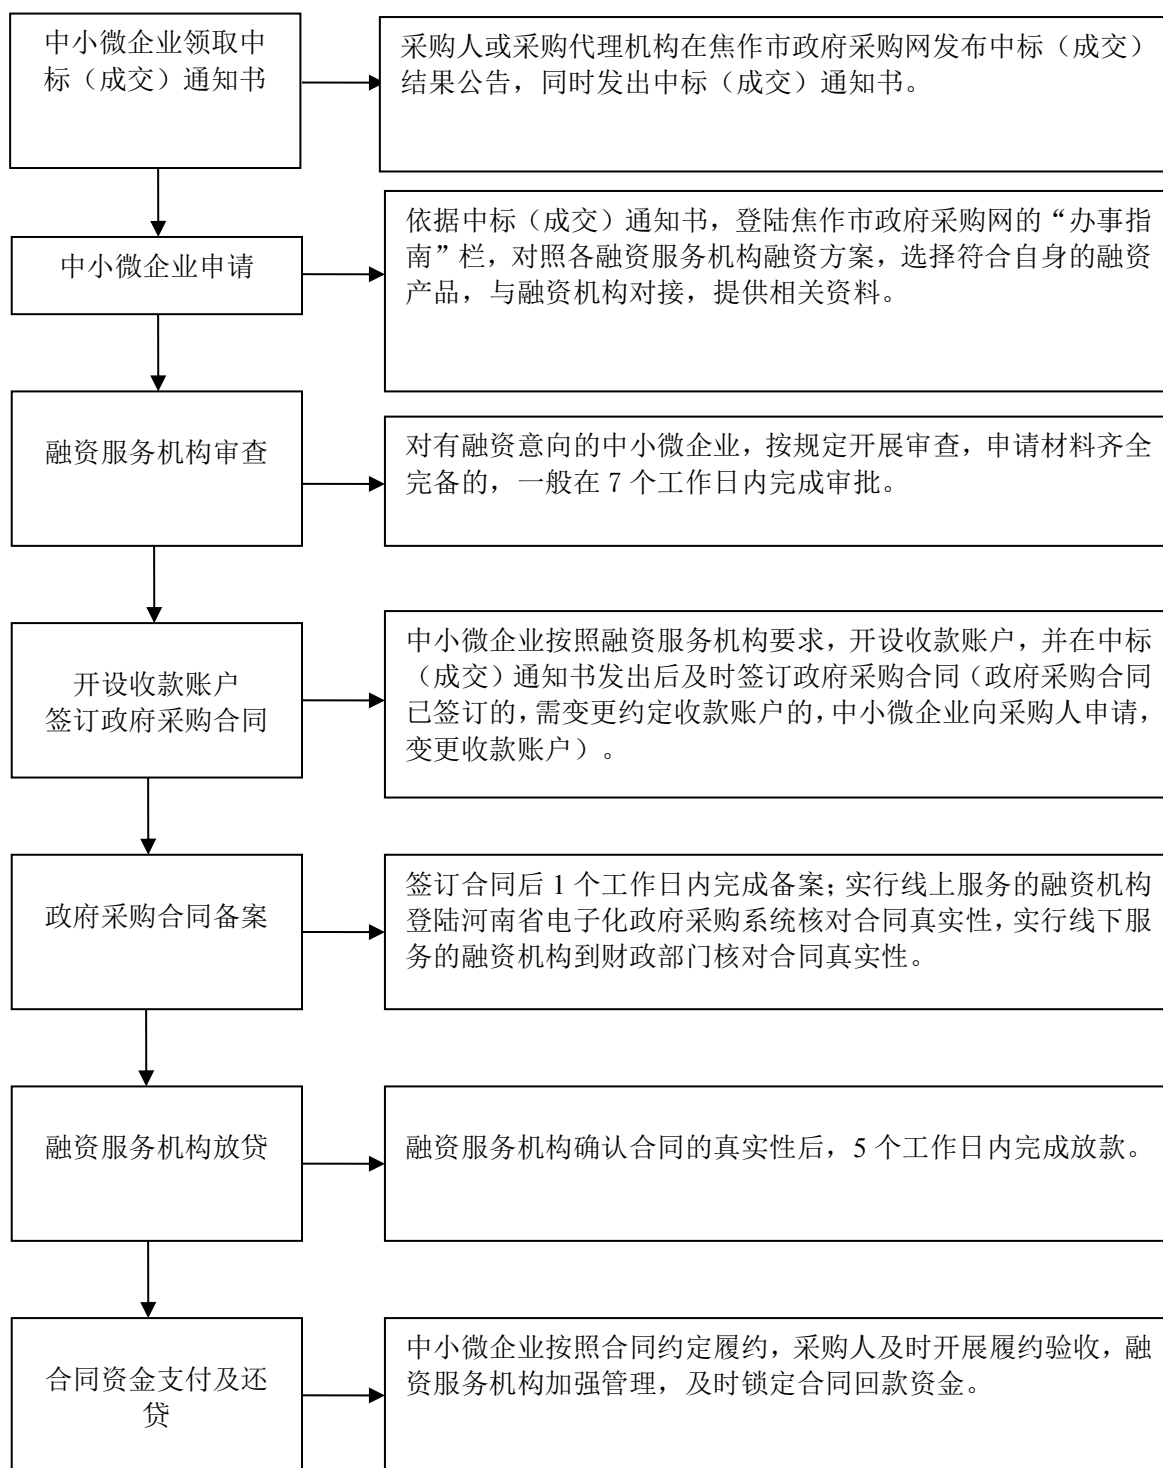 中小微企业领取中
标（成交）通知书
采购人或采购代理机构在焦作市政府采购网发布中标（成交）
结果公告，同时发出中标（成交）通知书。
中小微企业申请
依据中标（成交）通知书，登陆焦作市政府采购网的“办事指
南”栏，对照各融资服务机构融资方案，选择符合自身的融资
产品，与融资机构对接，提供相关资料。
融资服务机构审查
对有融资意向的中小微企业，按规定开展审查，申请材料齐全
完备的，一般在 7 个工作日内完成审批。
开设收款账户
签订政府采购合同
中小微企业按照融资服务机构要求，开设收款账户，并在中标
（成交）通知书发出后及时签订政府采购合同（政府采购合同
已签订的，需变更约定收款账户的，中小微企业向采购人申请，
变更收款账户）。
政府采购合同备案
签订合同后 1 个工作日内完成备案；实行线上服务的融资机构
登陆河南省电子化政府采购系统核对合同真实性，实行线下服
务的融资机构到财政部门核对合同真实性。
融资服务机构放贷
融资服务机构确认合同的真实性后，5 个工作日内完成放款。
合同资金支付及还
贷
中小微企业按照合同约定履约，采购人及时开展履约验收，融
资服务机构加强管理，及时锁定合同回款资金。